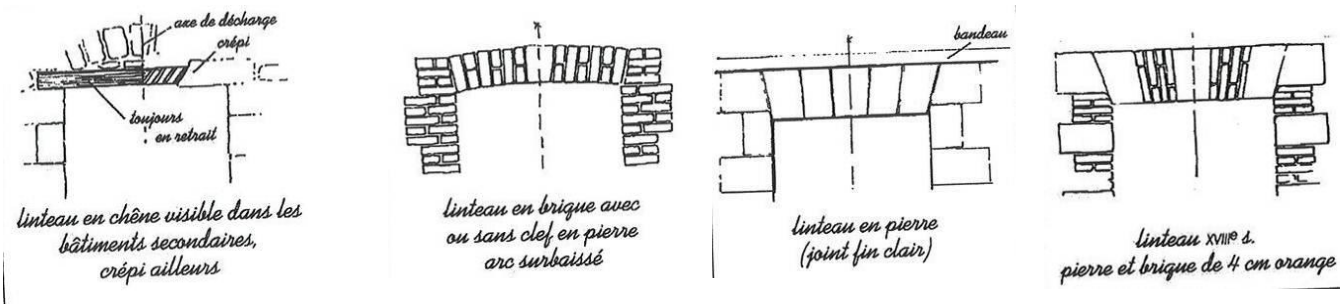 axe de décharge
crépi
toujours
en retrait
linteau en chêne visible dans les
bâtiments secondaires,
crépi ailleurs
linteau en brique avec
ou sans clef en pierre
arc surbaissé
bandeau
linteau en pierre
(joint fin clair)
linteau XVIIIe s.
pierre et brique de 4 cm orange